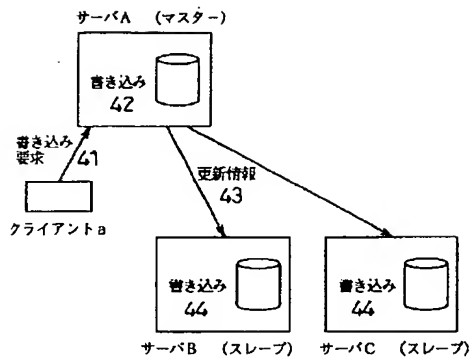 サーバA (マスター)
書き込み
42
書き込み
要求
41
更新情報
43
クライアントa
書き込み
44
書き込み
44
サーバB (スレーブ)
サーバC (スレーブ)